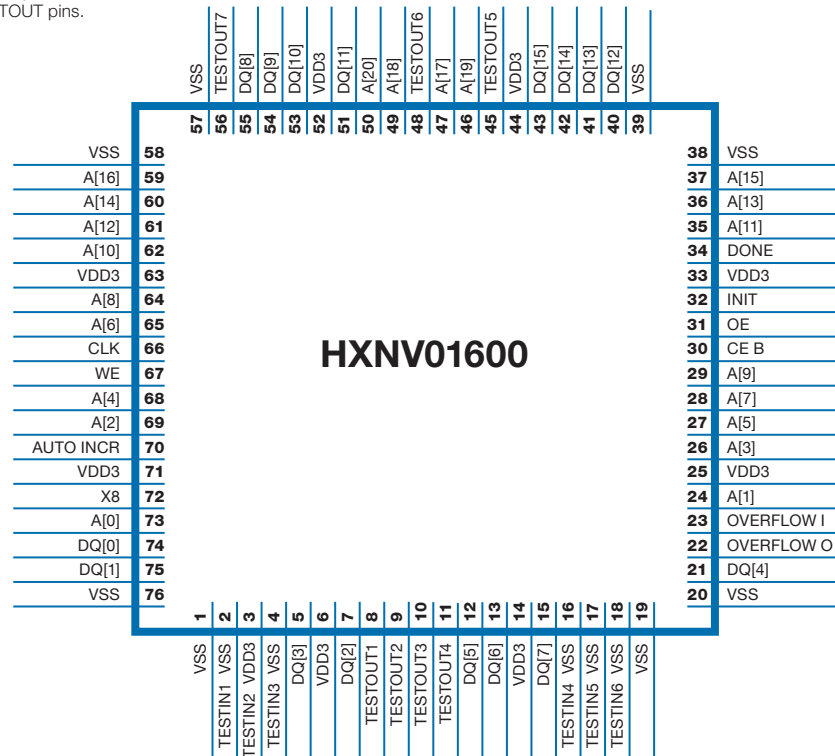 TOUT pins.
VSS
TESTOUT7
DQ[8]
DQ[9]
DQ[10]
VDD3
DQ[11]
A[20]
A[18]
TESTOUT6
A[17]
A[19]
TESTOUT5
VDD3
DQ[15]
DQ[14]
DQ[13]
DQ[12]
VSS
57 56 55 54 53 52 51 50 49 48 47 46 45 44 43 42 41 40 39
VSS 58
A[16] 59
A[14] 60
A[12] 61
A[10] 62
VDD3 63
A[8] 64
A[6] 65
CLK 66
WE 67
A[4] 68
A[2] 69
AUTO INCR 70
VDD3 71
X8 72
A[0] 73
DQ[0] 74
DQ[1] 75
VSS 76
HXNV01600
38 VSS
37 A[15]
36 A[13]
35 A[11]
34 DONE
33 VDD3
32 INIT
31 OE
30 CE B
29 A[9]
28 A[7]
27 A[5]
26 A[3]
25 VDD3
24 A[1]
23 OVERFLOW I
22 OVERFLOW O
21 DQ[4]
20 VSS
1 2 3 4 5 6 7 8 9 10 11 12 13 14 15 16 17 18 19
VSS
TESTIN1 VSS
TESTIN2 VDD3
TESTIN3 VSS
DQ[3]
VDD3
DQ[2]
TESTOUT1
TESTOUT2
TESTOUT3
TESTOUT4
DQ[5]
DQ[6]
VDD3
DQ[7]
TESTIN4 VSS
TESTIN5 VSS
TESTIN6 VSS
VSS